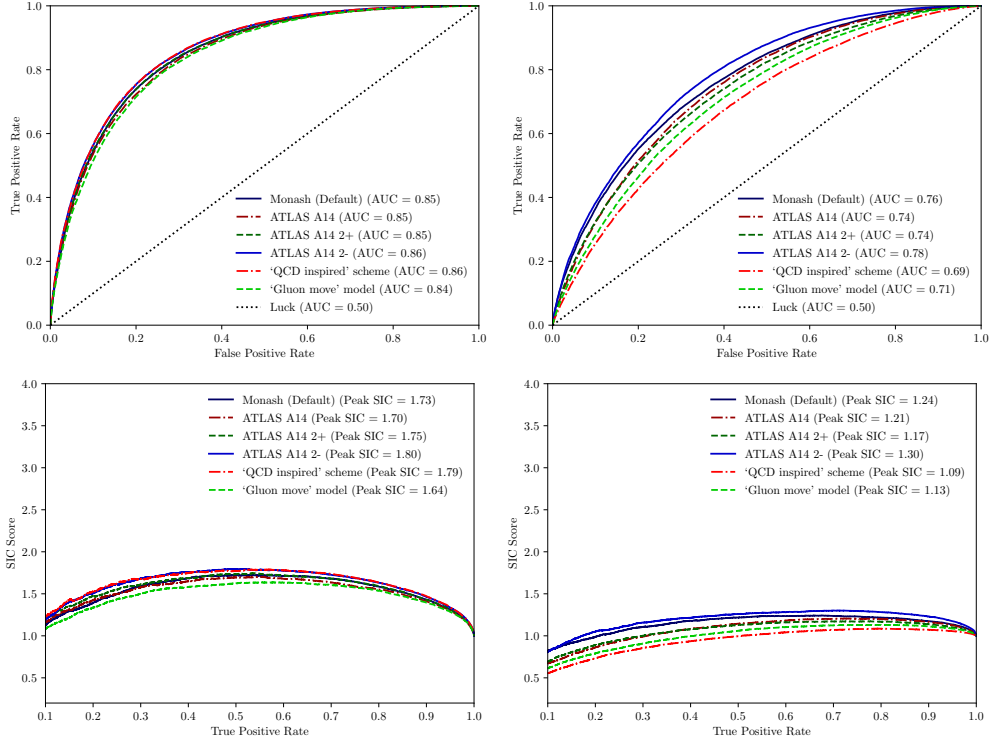 1.0
0.8
0.6
0.4
0.2
0.0
True Positive Rate
Monash (Default) (AUC = 0.85)
ATLAS A14 (AUC = 0.85)
ATLAS A14 2+ (AUC = 0.85)
ATLAS A14 2- (AUC = 0.86)
‘QCD inspired’ scheme (AUC = 0.86)
‘Gluon move’ model (AUC = 0.84)
Luck (AUC = 0.50)
0.0 0.2 0.4 0.6 0.8 1.0
False Positive Rate
1.0
0.8
0.6
0.4
0.2
0.0
True Positive Rate
Monash (Default) (AUC = 0.76)
ATLAS A14 (AUC = 0.74)
ATLAS A14 2+ (AUC = 0.74)
ATLAS A14 2- (AUC = 0.78)
‘QCD inspired’ scheme (AUC = 0.69)
‘Gluon move’ model (AUC = 0.71)
Luck (AUC = 0.50)
0.0 0.2 0.4 0.6 0.8 1.0
False Positive Rate
4.0
3.5
3.0
2.5
2.0
1.5
1.0
0.5
SIC Score
Monash (Default) (Peak SIC = 1.73)
ATLAS A14 (Peak SIC = 1.70)
ATLAS A14 2+ (Peak SIC = 1.75)
ATLAS A14 2- (Peak SIC = 1.80)
‘QCD inspired’ scheme (Peak SIC = 1.79)
‘Gluon move’ model (Peak SIC = 1.64)
0.1 0.2 0.3 0.4 0.5 0.6 0.7 0.8 0.9 1.0
True Positive Rate
4.0
3.5
3.0
2.5
2.0
1.5
1.0
0.5
SIC Score
Monash (Default) (Peak SIC = 1.24)
ATLAS A14 (Peak SIC = 1.21)
ATLAS A14 2+ (Peak SIC = 1.17)
ATLAS A14 2- (Peak SIC = 1.30)
‘QCD inspired’ scheme (Peak SIC = 1.09)
‘Gluon move’ model (Peak SIC = 1.13)
0.1 0.2 0.3 0.4 0.5 0.6 0.7 0.8 0.9 1.0
True Positive Rate